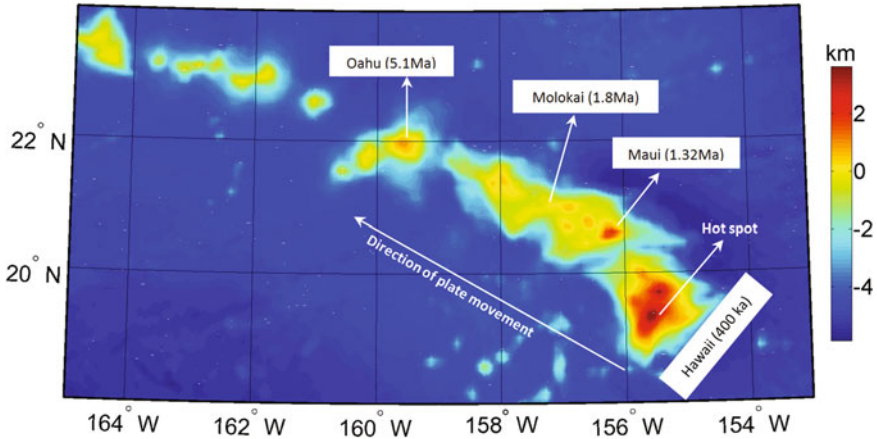 km
Oahu (5.1Ma)
Molokai (1.8Ma)
22° N
2
Maui (1.32Ma)
0
Hot spot
Direction of plate movement
-2
20° N
-4
Hawaii (400 ka)
164° W
162° W
160° W
158° W
156° W
154° W